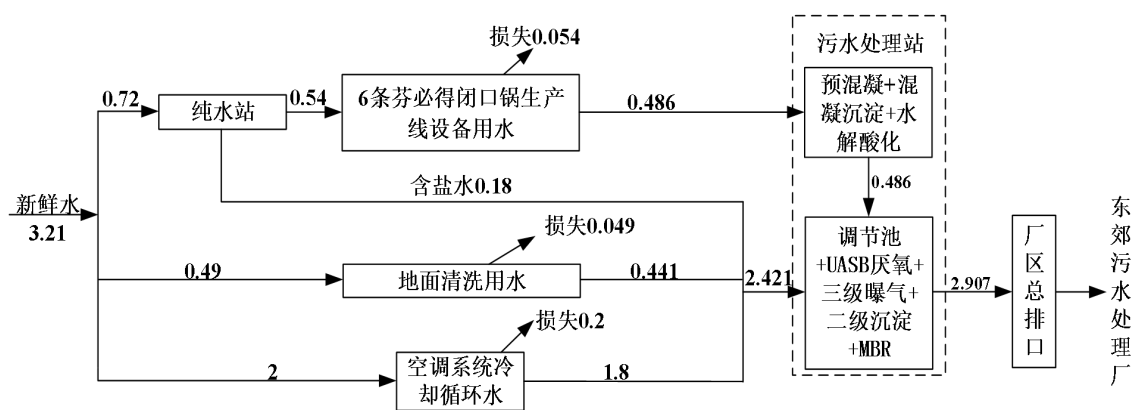 损失0.054
污水处理站
0.72
纯水站
0.54
6条芬必得闭口锅生产
线设备用水
0.486
预混凝+混
凝沉淀+水
解酸化
含盐水0.18
0.486
新鲜水
3.21
损失0.049
0.49
地面清洗用水
0.441
2.421
调节池
+UASB厌氧+
三级曝气+
二级沉淀
+MBR
2.907
厂
区
总
排
口
东
郊
污
水
处
理
厂
损失0.2
2
空调系统冷
却循环水
1.8